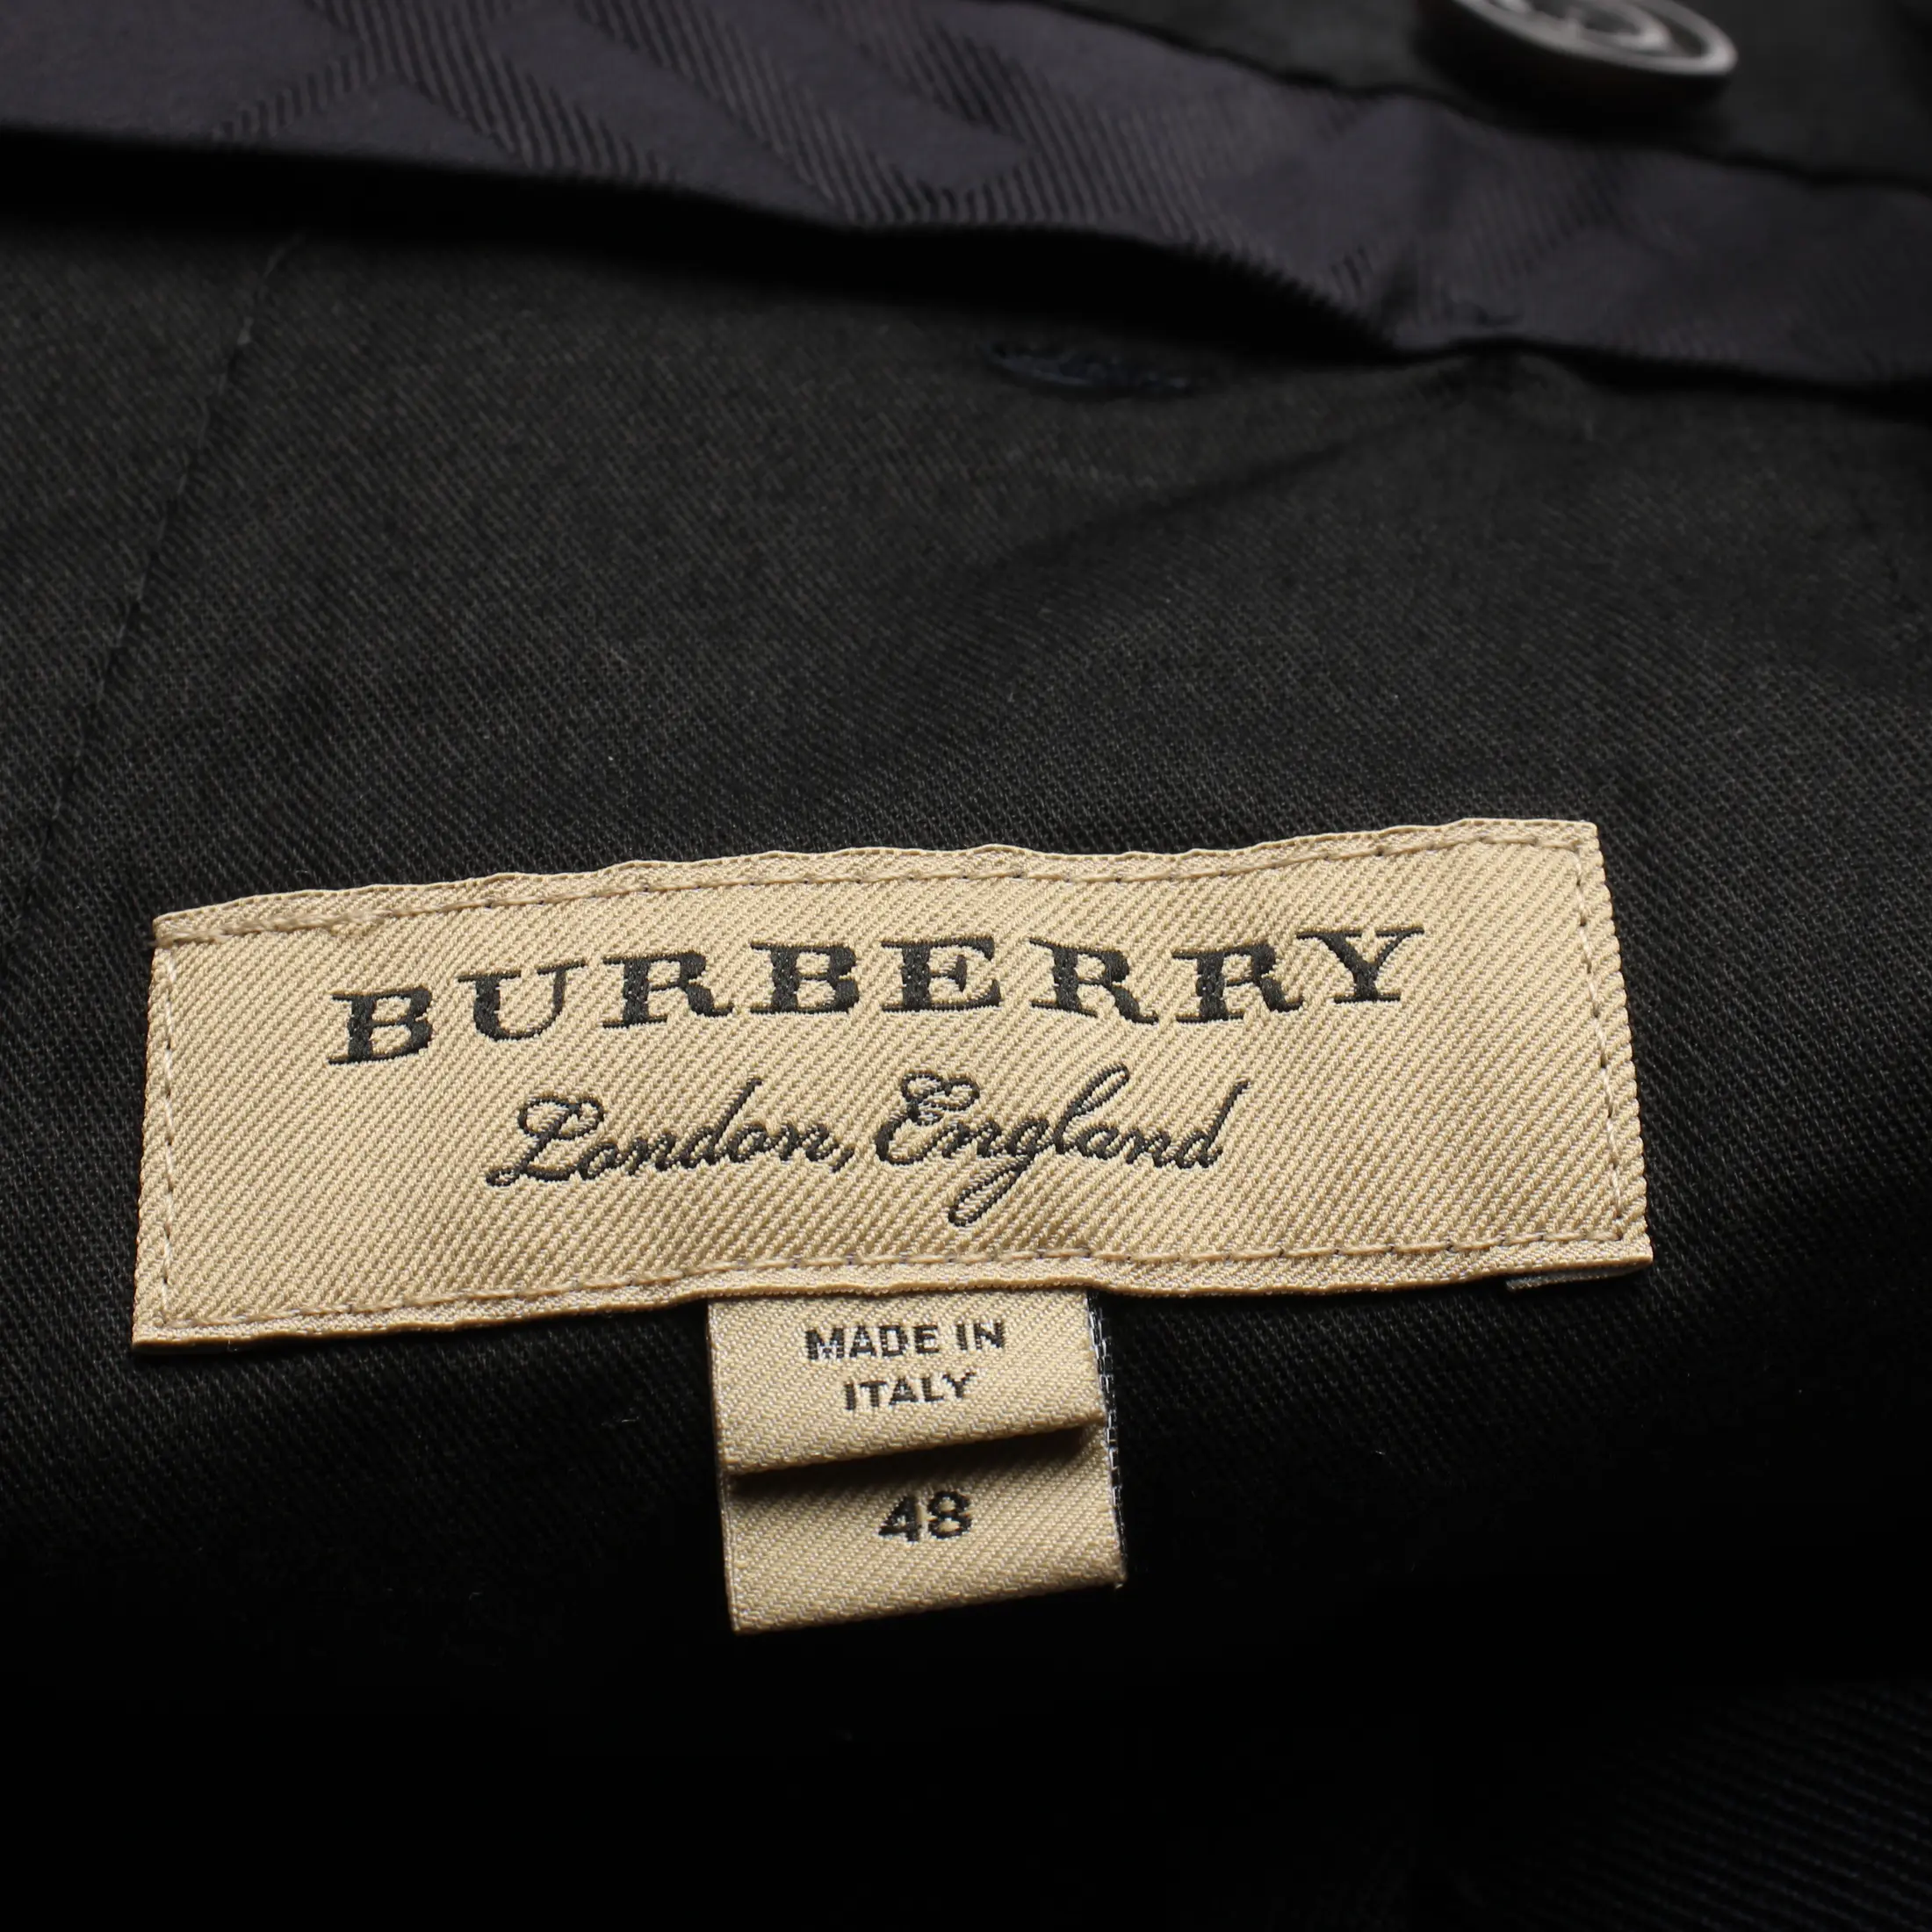 BURBERRY
London, England
MADE IN
ITALY
48